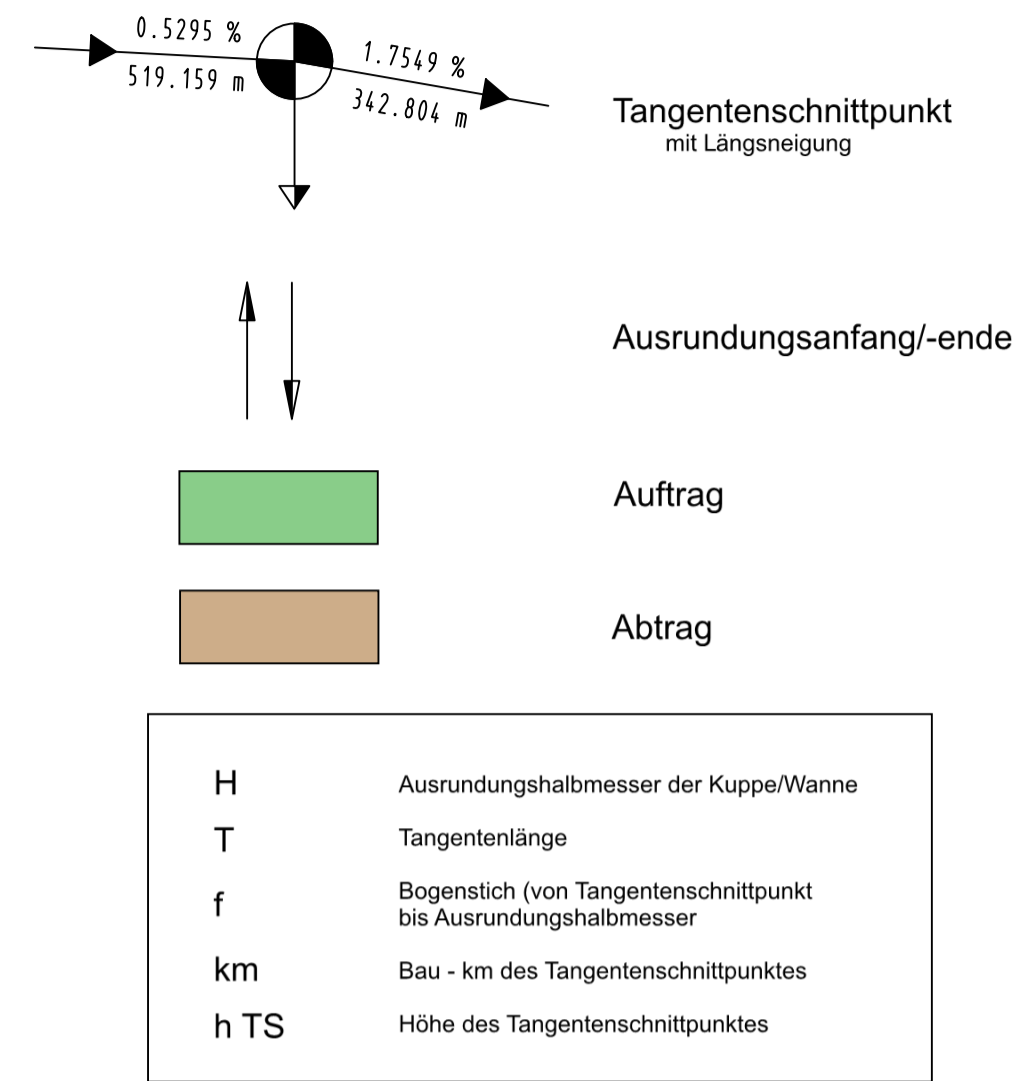 0.5295 %
519.159 m
1.7549 %
342.804 m
Tangentenschnittpunkt
mit Längsneigung
Ausrundungsanfang/-ende
Auftrag
Abtrag
H Ausrundungshalbmesser der Kuppe/Wanne
T Tangentenlänge
f Bogenstich (von Tangentenschnittpunkt
bis Ausrundungshalbmesser
km Bau - km des Tangentenschnittpunktes
h TS Höhe des Tangentenschnittpunktes